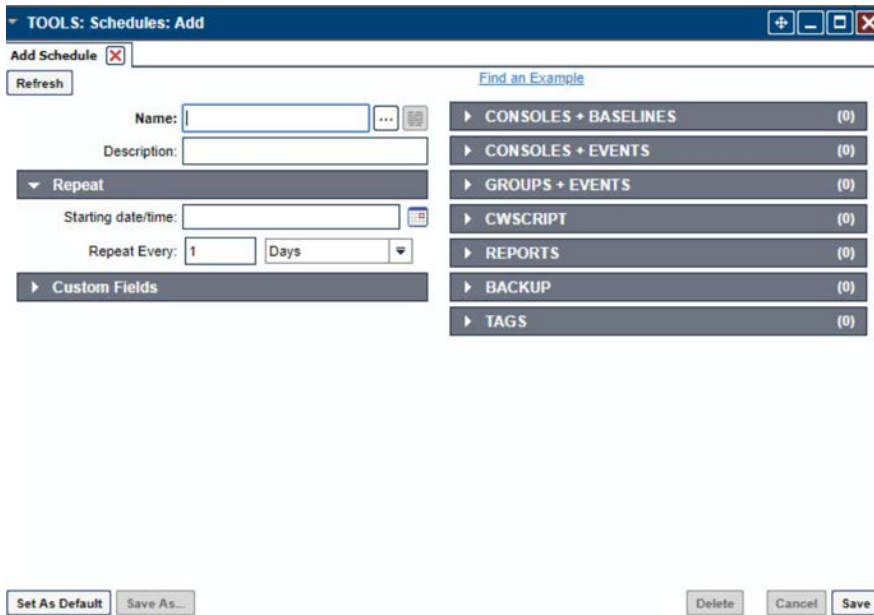 TOOLS: Schedules: Add
Add Schedule
Refresh
Find an Example
Name:
...
Description:
Repeat
Starting date/time:
Repeat Every: 1 Days
Custom Fields
CONSOLES + BASELINES (0)
CONSOLES + EVENTS (0)
GROUPS + EVENTS (0)
CWSCRIPT (0)
REPORTS (0)
BACKUP (0)
TAGS (0)
Set As Default Save As... Delete Cancel Save